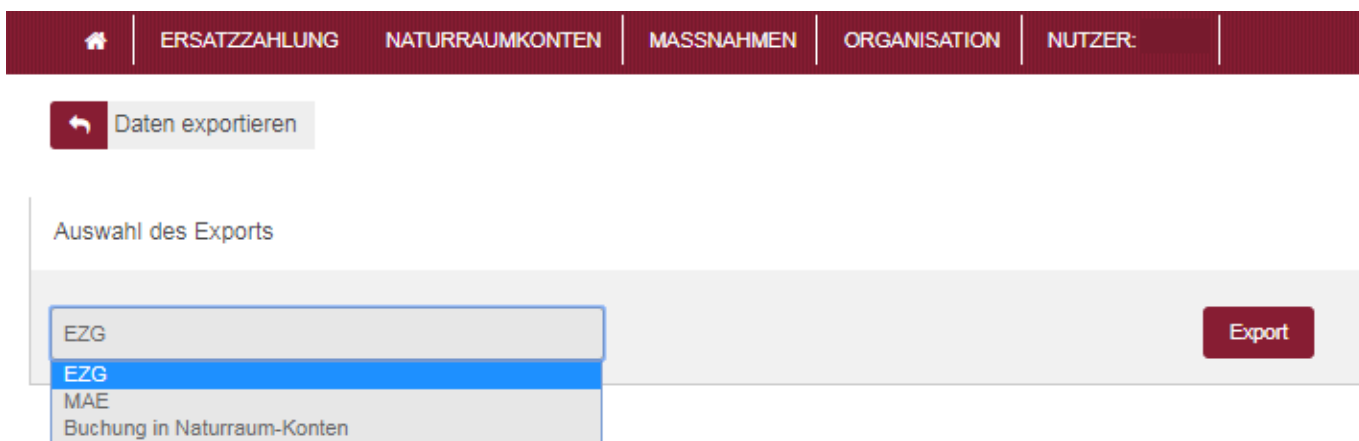 ERSATZZAHLUNG NATURRAUMKONTEN MASSNAHMEN ORGANISATION NUTZER:
Daten exportieren
Auswahl des Exports
EZG Export
EZG
MAE
Buchung in Naturraum-Konten